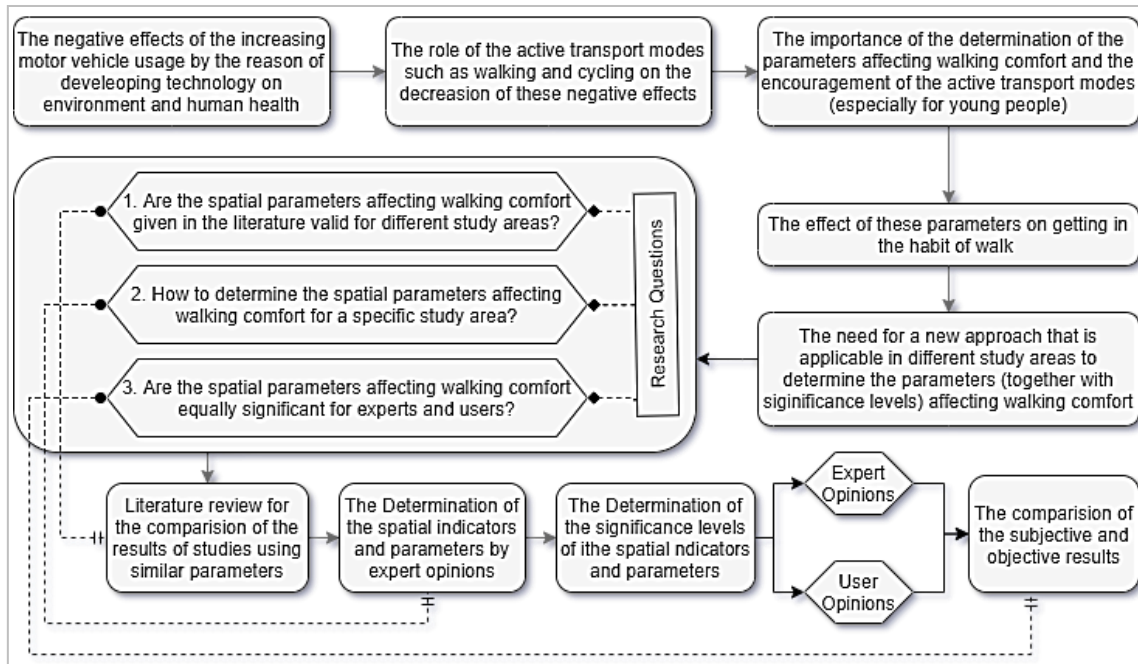 The negative effects of the increasing
motor vehicle usage by the reason of
develeoping technology on
environment and human health
The role of the active transport modes
such as walking and cycling on the
decreasion of these negative effects
The importance of the determination of the
parameters affecting walking comfort and the
encouragement of the active transport modes
(especially for young people)
The effect of these parameters on getting in
the habit of walk
The need for a new approach that is
applicable in different study areas to
determine the parameters (together with
siginificance levels) affecting walking comfort
Research Questions
1. Are the spatial parameters affecting walking comfort
given in the literature valid for different study areas?
2. How to determine the spatial parameters affecting
walking comfort for a specific study area?
3. Are the spatial parameters affecting walking comfort
equally significant for experts and users?
Literature review for
the comparision of the
results of studies using
similar parameters
The Determination of
the spatial indicators
and parameters by
expert opinions
The Determination of
the significance levels
of ithe spatial ndicators
and parameters
Expert
Opinions
User
Opinions
The comparision of
the subjective and
objective results